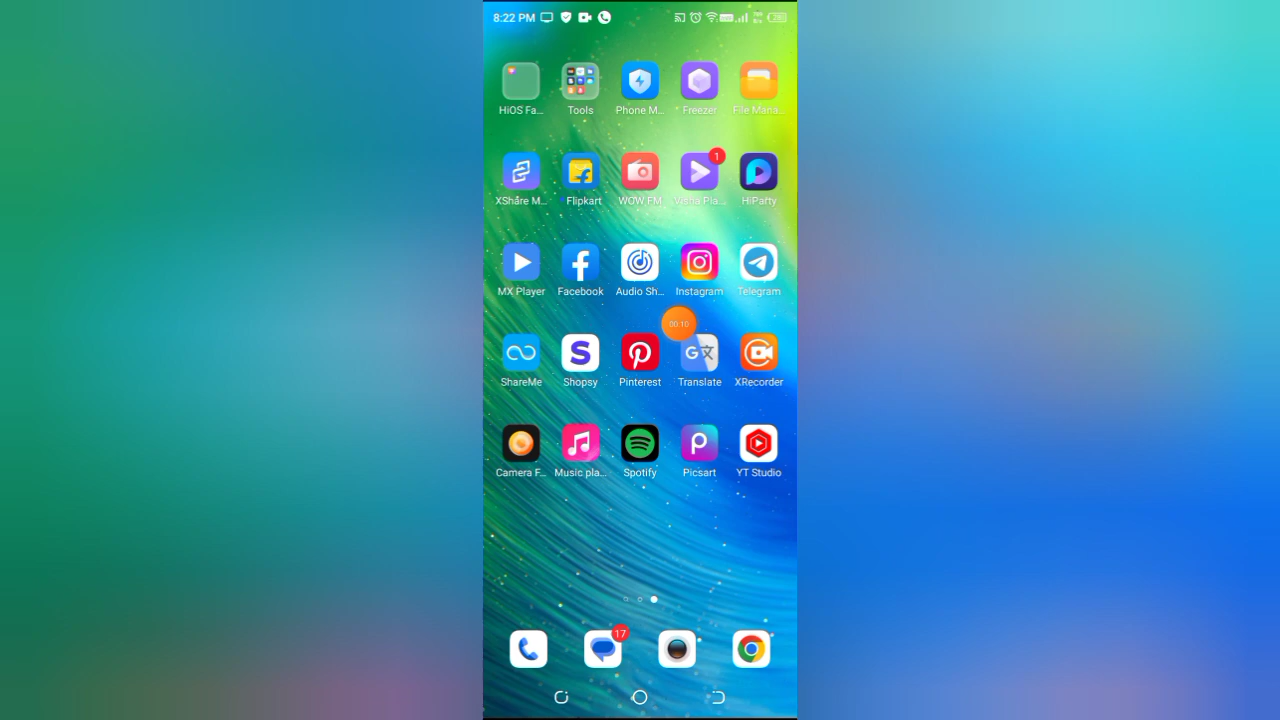 8:22 PM
HiOS Fa... Tools Phone M... Freezer File Mana...
1
XShare M... Flipkart WOW FM Visha Pla... HiParty
MX Player Facebook Audio Sh... Instagram Telegram
00:10
ShareMe Shopsy Pinterest Translate XRecorder
Camera F... Music pla... Spotify Picsart YT Studio
17